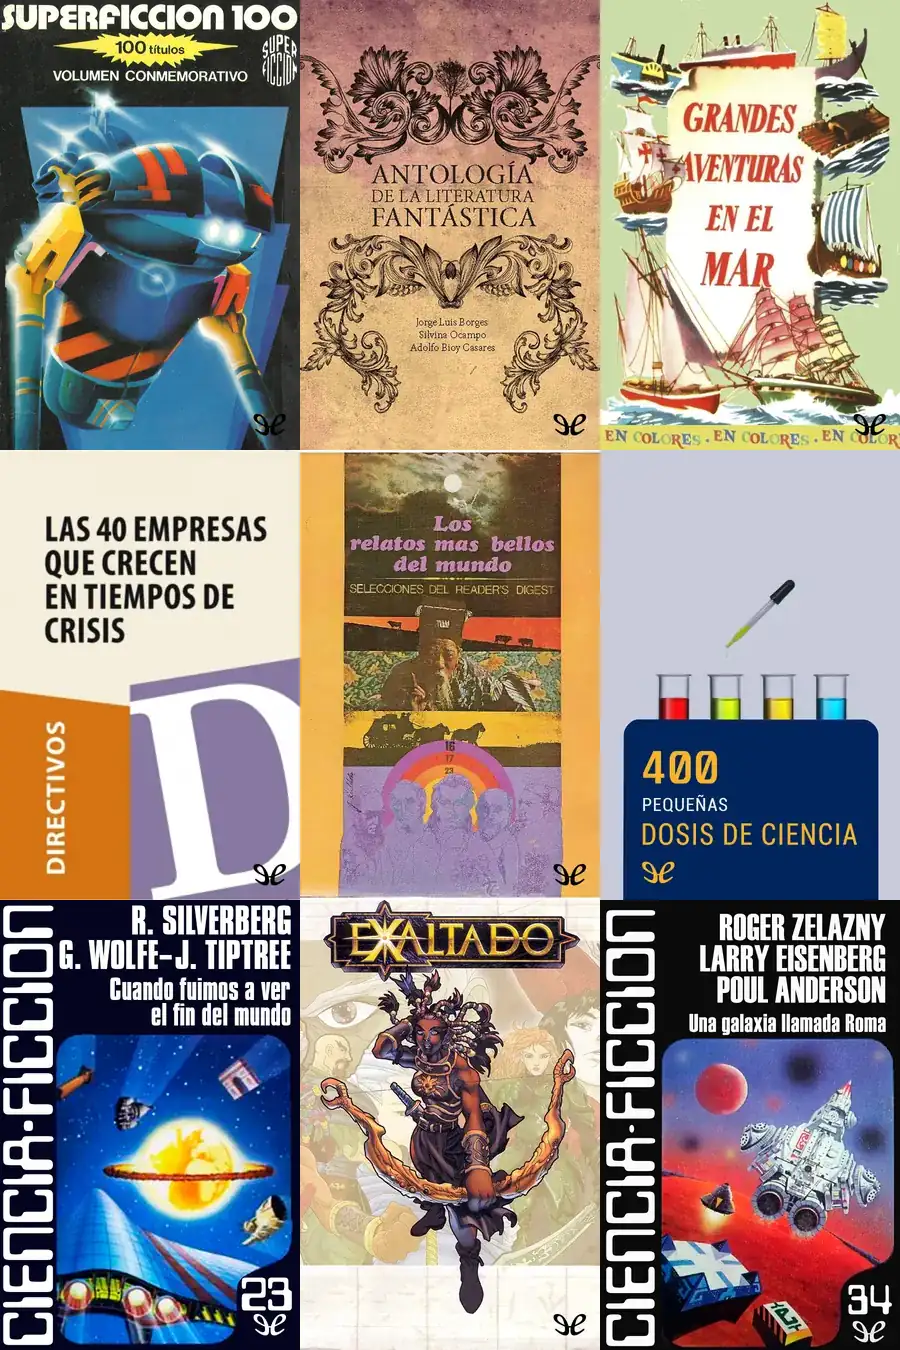 SUPERFICCION 100
100 títulos
SUPER
FICCION
VOLUMEN CONMEMORATIVO
ANTOLOGÍA
DE LA LITERATURA
FANTÁSTICA
Jorge Luis Borges
Silvina Ocampo
Adolfo Bioy Casares
GRANDES
AVENTURAS
EN EL
MAR
EN COLORES . EN COLORES . EN COLOR
LAS 40 EMPRESAS
QUE CRECEN
EN TIEMPOS DE
CRISIS
DIRECTIVOS
D
Los
relatos mas bellos
del mundo
SELECCIONES DEL READER'S DIGEST
16
17
23
400
PEQUEÑAS
DOSIS DE CIENCIA
CIENCIA-FICCION
R. SILVERBERG
G. WOLFE-J. TIPTREE
Cuando fuimos a ver
el fin del mundo
23
EXALTADO
CIENCIA-FICCION
ROGER ZELAZNY
LARRY EISENBERG
POUL ANDERSON
Una galaxia llamada Roma
34